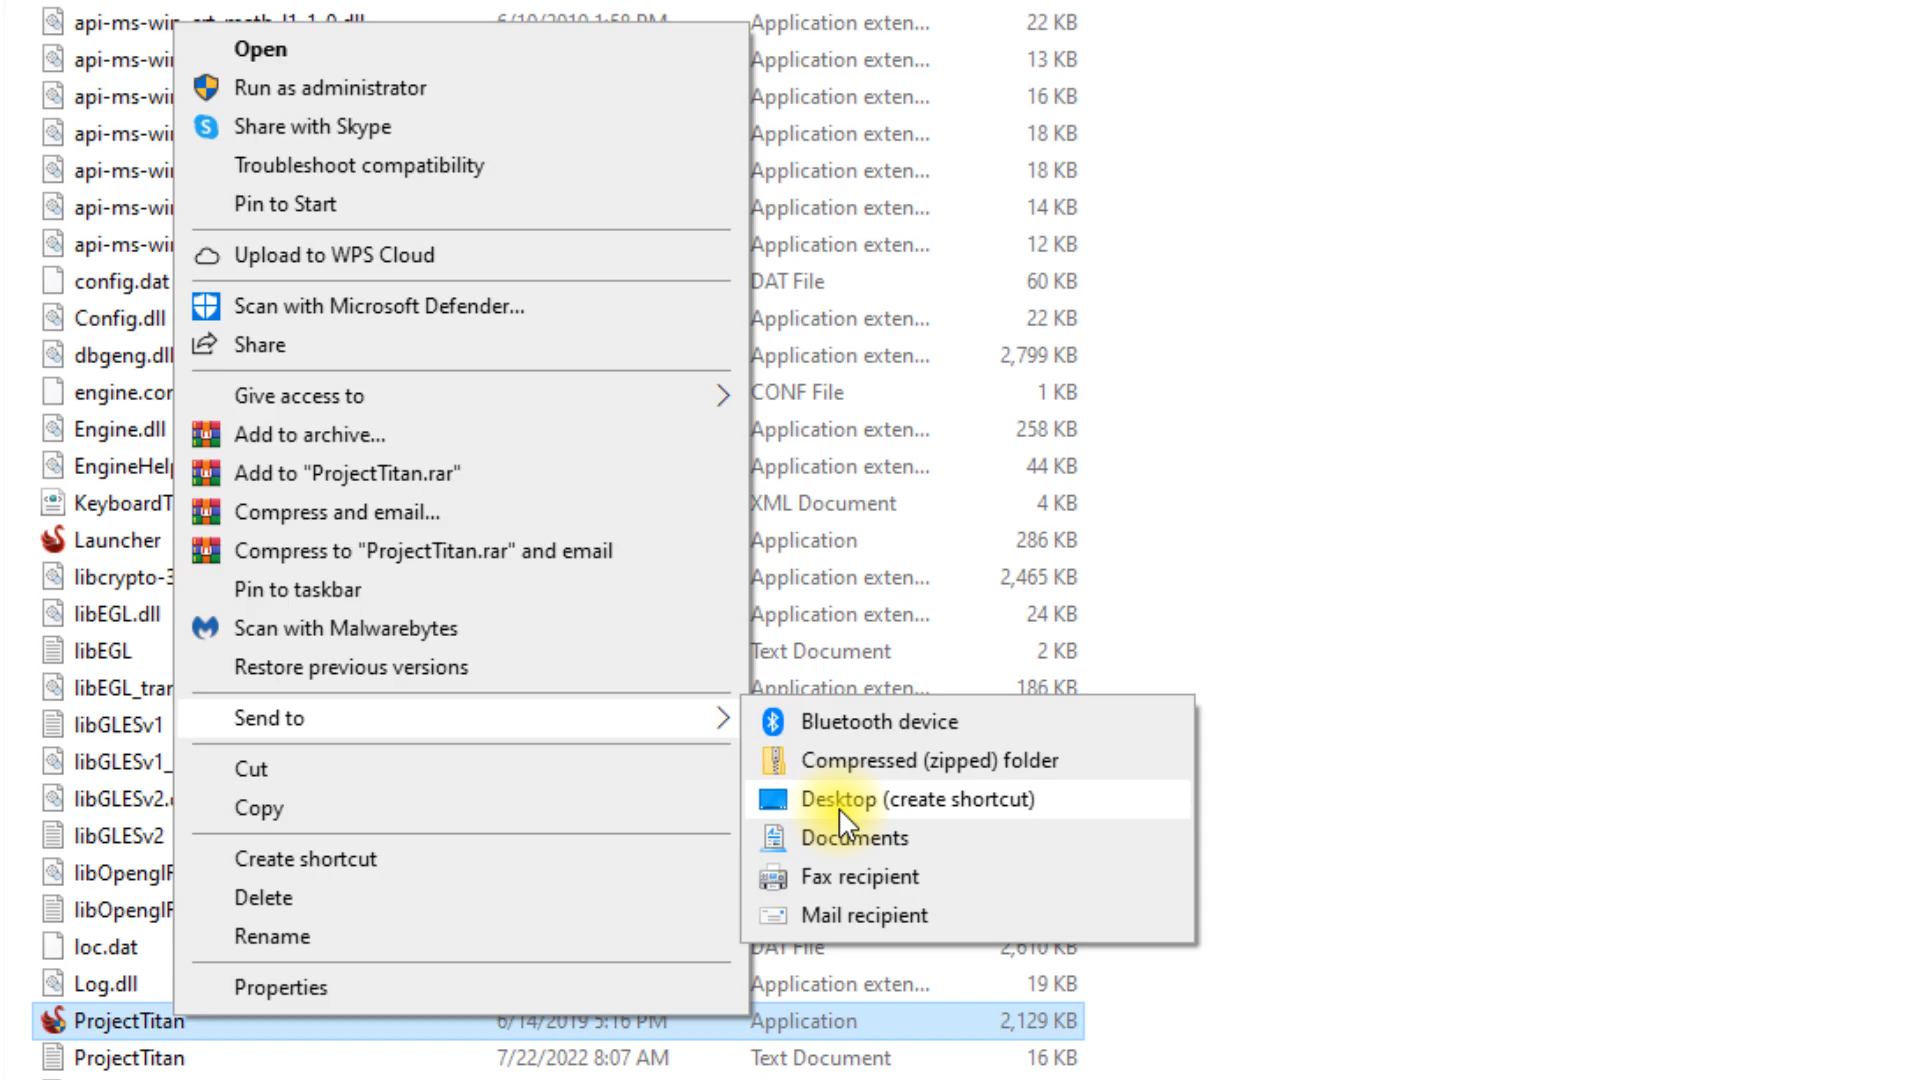 api-ms-win-crt-math-l1-1-0.dll 6/10/2019 1:58 PM Application exten... 22 KB
api-ms-wi Application exten... 13 KB
api-ms-wi Application exten... 16 KB
api-ms-wi Application exten... 18 KB
api-ms-wi Application exten... 18 KB
api-ms-wi Application exten... 14 KB
api-ms-wi Application exten... 12 KB
config.dat DAT File 60 KB
Config.dll Application exten... 22 KB
dbgeng.dll Application exten... 2,799 KB
engine.con CONF File 1 KB
Engine.dll Application exten... 258 KB
EngineHelp Application exten... 44 KB
KeyboardT XML Document 4 KB
Launcher Application 286 KB
libcrypto-3 Application exten... 2,465 KB
libEGL.dll Application exten... 24 KB
libEGL Text Document 2 KB
libEGL_tran Application exten... 186 KB
libGLESv1
libGLESv1_
libGLESv2.
libGLESv2
libOpenglR
libOpenglR
loc.dat DAT File 2,610 KB
Log.dll Application exten... 19 KB
ProjectTitan 6/14/2019 5:16 PM Application 2,129 KB
ProjectTitan 7/22/2022 8:07 AM Text Document 16 KB
Open
Run as administrator
Share with Skype
Troubleshoot compatibility
Pin to Start
Upload to WPS Cloud
Scan with Microsoft Defender...
Share
Give access to
Add to archive...
Add to "ProjectTitan.rar"
Compress and email...
Compress to "ProjectTitan.rar" and email
Pin to taskbar
Scan with Malwarebytes
Restore previous versions
Send to
Cut
Copy
Create shortcut
Delete
Rename
Properties
Bluetooth device
Compressed (zipped) folder
Desktop (create shortcut)
Documents
Fax recipient
Mail recipient